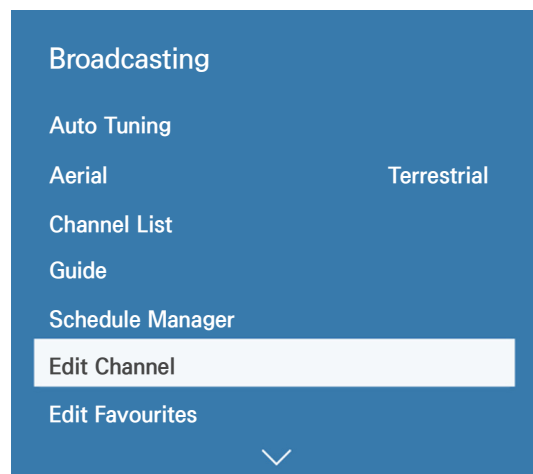 Broadcasting
Auto Tuning
Aerial Terrestrial
Channel List
Guide
Schedule Manager
Edit Channel
Edit Favourites